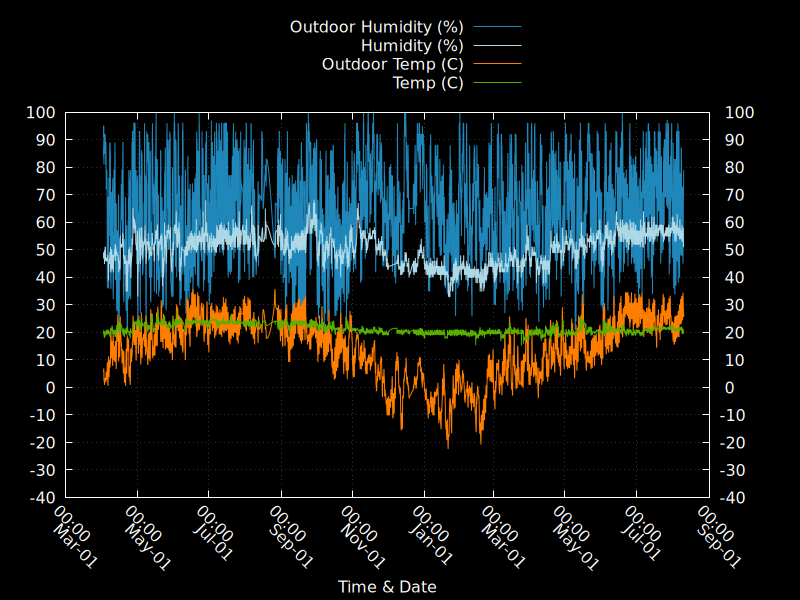 Outdoor Humidity (%)
Humidity (%)
Outdoor Temp (C)
Temp (C)
100 100
90 90
80 80
70 70
60 60
50 50
40 40
30 30
20 20
10 10
0 0
-10 -10
-20 -20
-30 -30
-40 -40
00:00 00:00 00:00 00:00 00:00 00:00 00:00 00:00 00:00 00:00
Mar-01 May-01 Jul-01 Sep-01 Nov-01 Jan-01 Mar-01 May-01 Jul-01 Sep-01
Time & Date